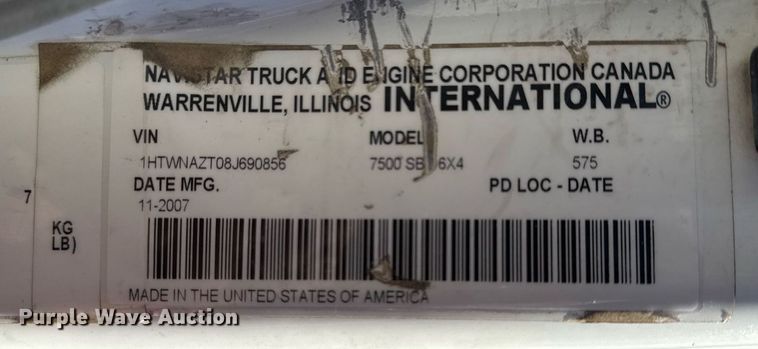 NAVISTAR TRUCK AND ENGINE CORPORATION CANADA
WARRENVILLE, ILLINOIS INTERNATIONAL®
VIN MODEL W.B.
1HTWNAZT08J690856 7500 SBA 6X4 575
DATE MFG. PD LOC - DATE
11-2007
7
KG
LB)
MADE IN THE UNITED STATES OF AMERICA
Purple Wave Auction